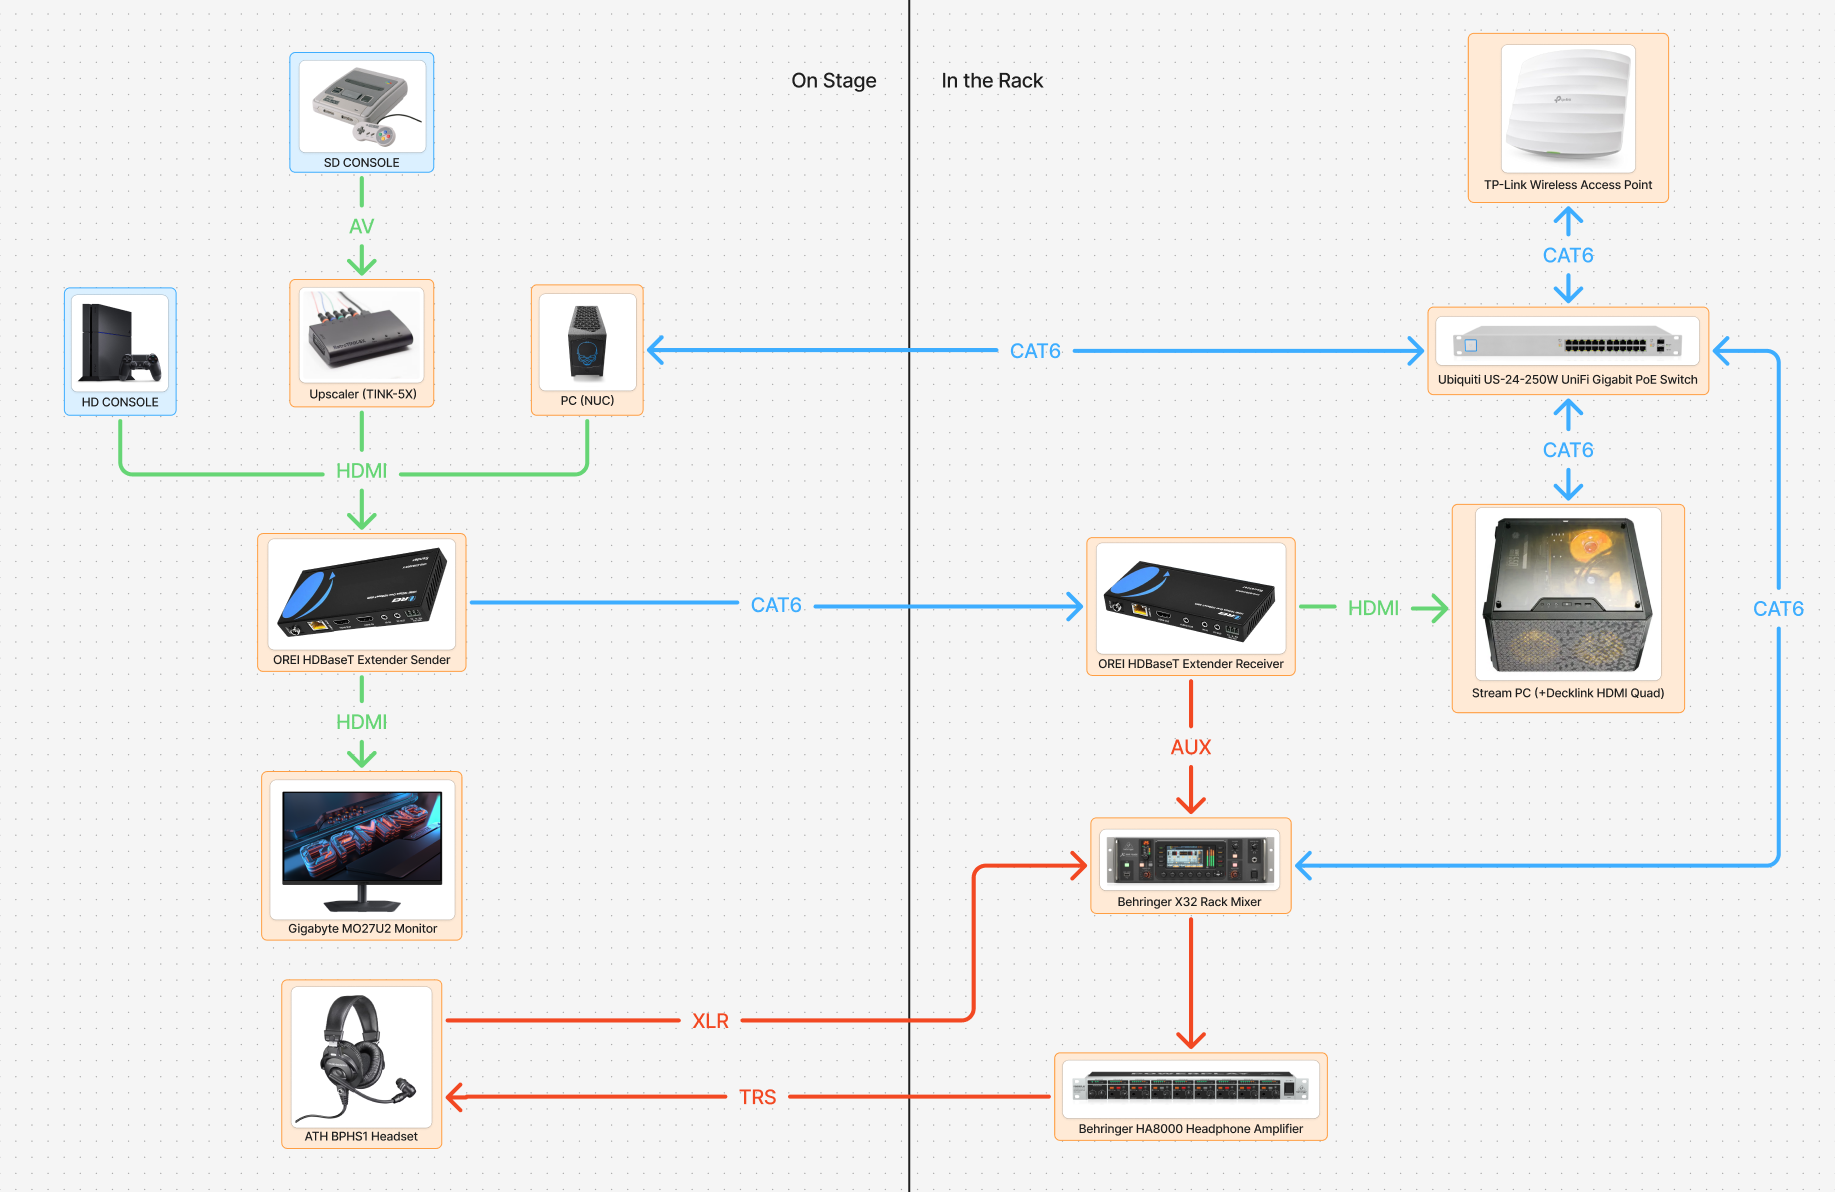 On Stage
In the Rack
SD CONSOLE
TP-Link Wireless Access Point
AV
CAT6
HD CONSOLE
Upscaler (TINK-5X)
PC (NUC)
CAT6
Ubiquiti US-24-250W UniFi Gigabit PoE Switch
HDMI
CAT6
OREI HDBaseT Extender Sender
CAT6
OREI HDBaseT Extender Receiver
HDMI
Stream PC (+Decklink HDMI Quad)
CAT6
HDMI
AUX
Gigabyte MO27U2 Monitor
Behringer X32 Rack Mixer
XLR
TRS
ATH BPHS1 Headset
POWERPLAY
Behringer HA8000 Headphone Amplifier